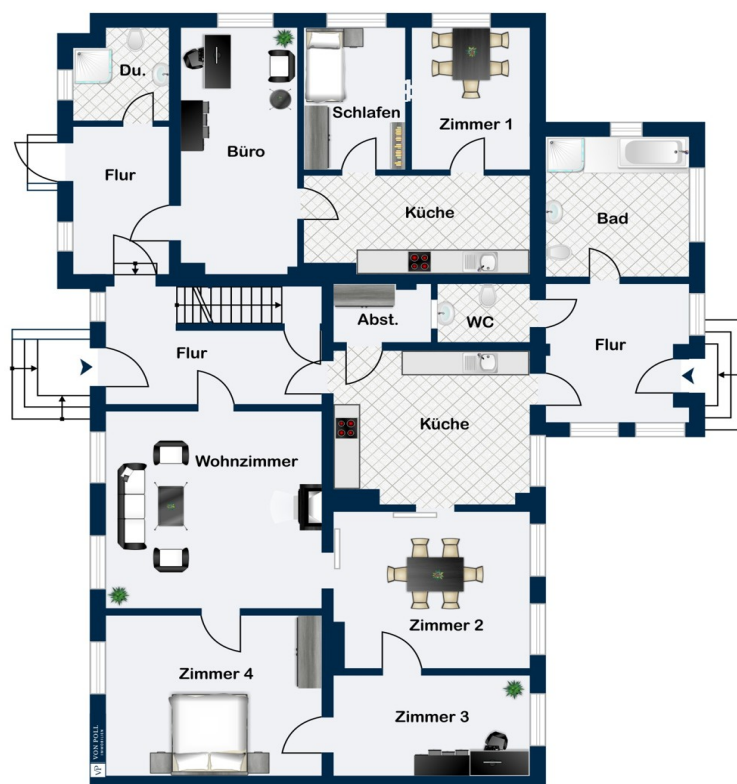 Du.
Schlafen
Zimmer 1
Büro
Flur
Küche
Bad
Abst.
WC
Flur
Flur
Küche
Wohnzimmer
Zimmer 2
Zimmer 4
Zimmer 3
VP VON POLL
IMMOBILIEN